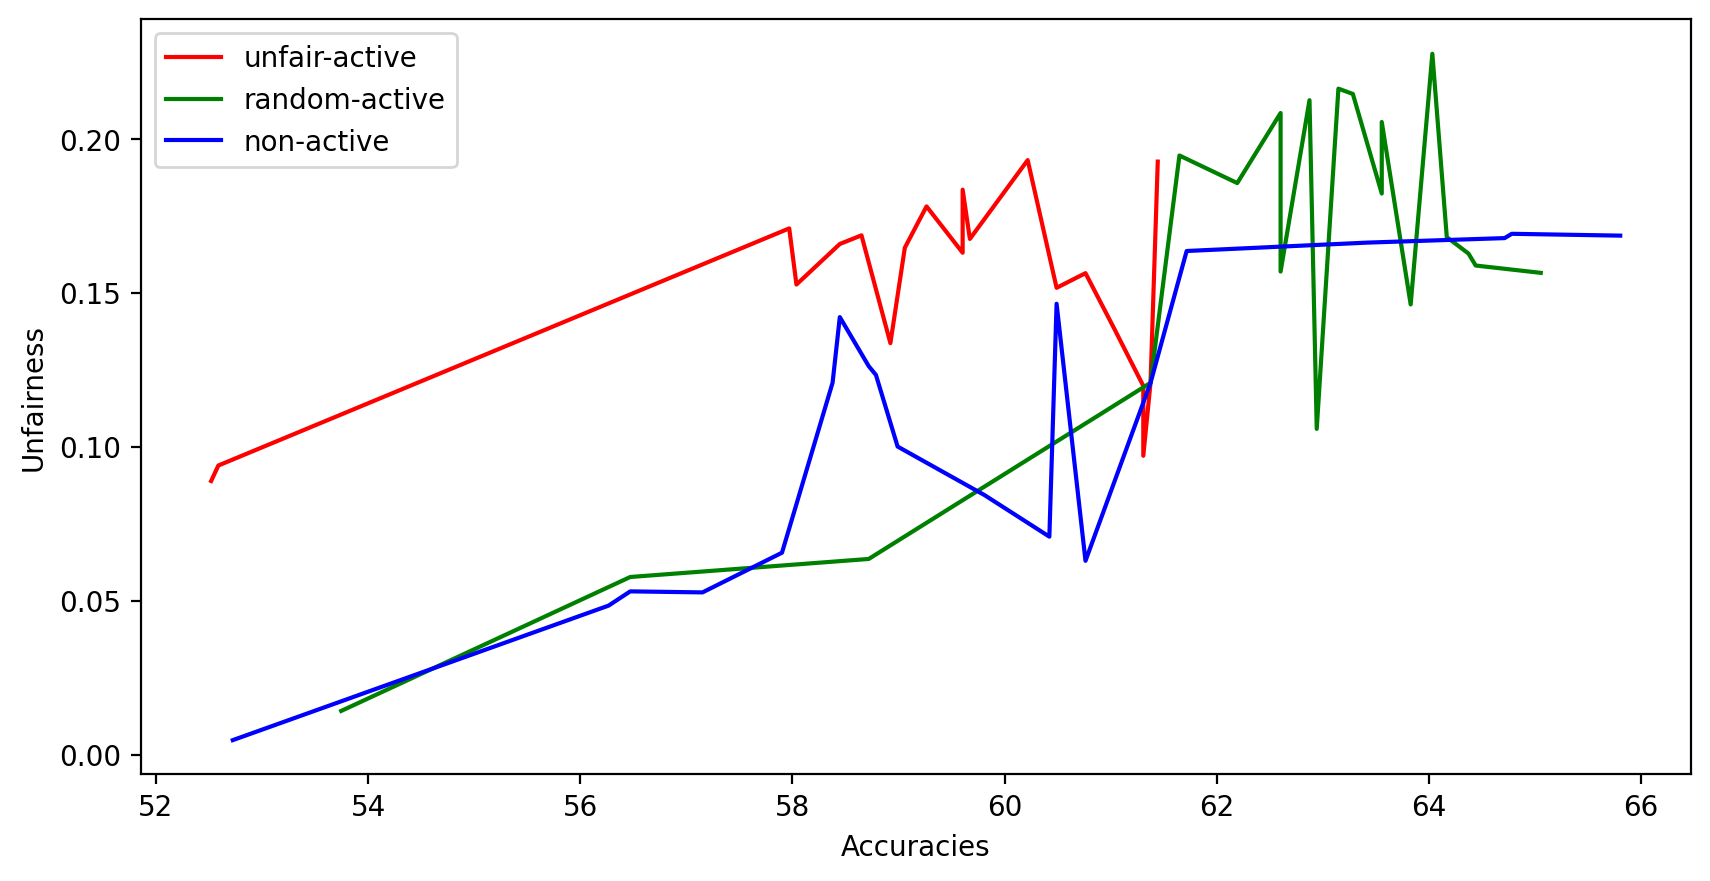 unfair-active
random-active
non-active
Unfairness
0.20
0.15
0.10
0.05
0.00
52 54 56 58 60 62 64 66
Accuracies